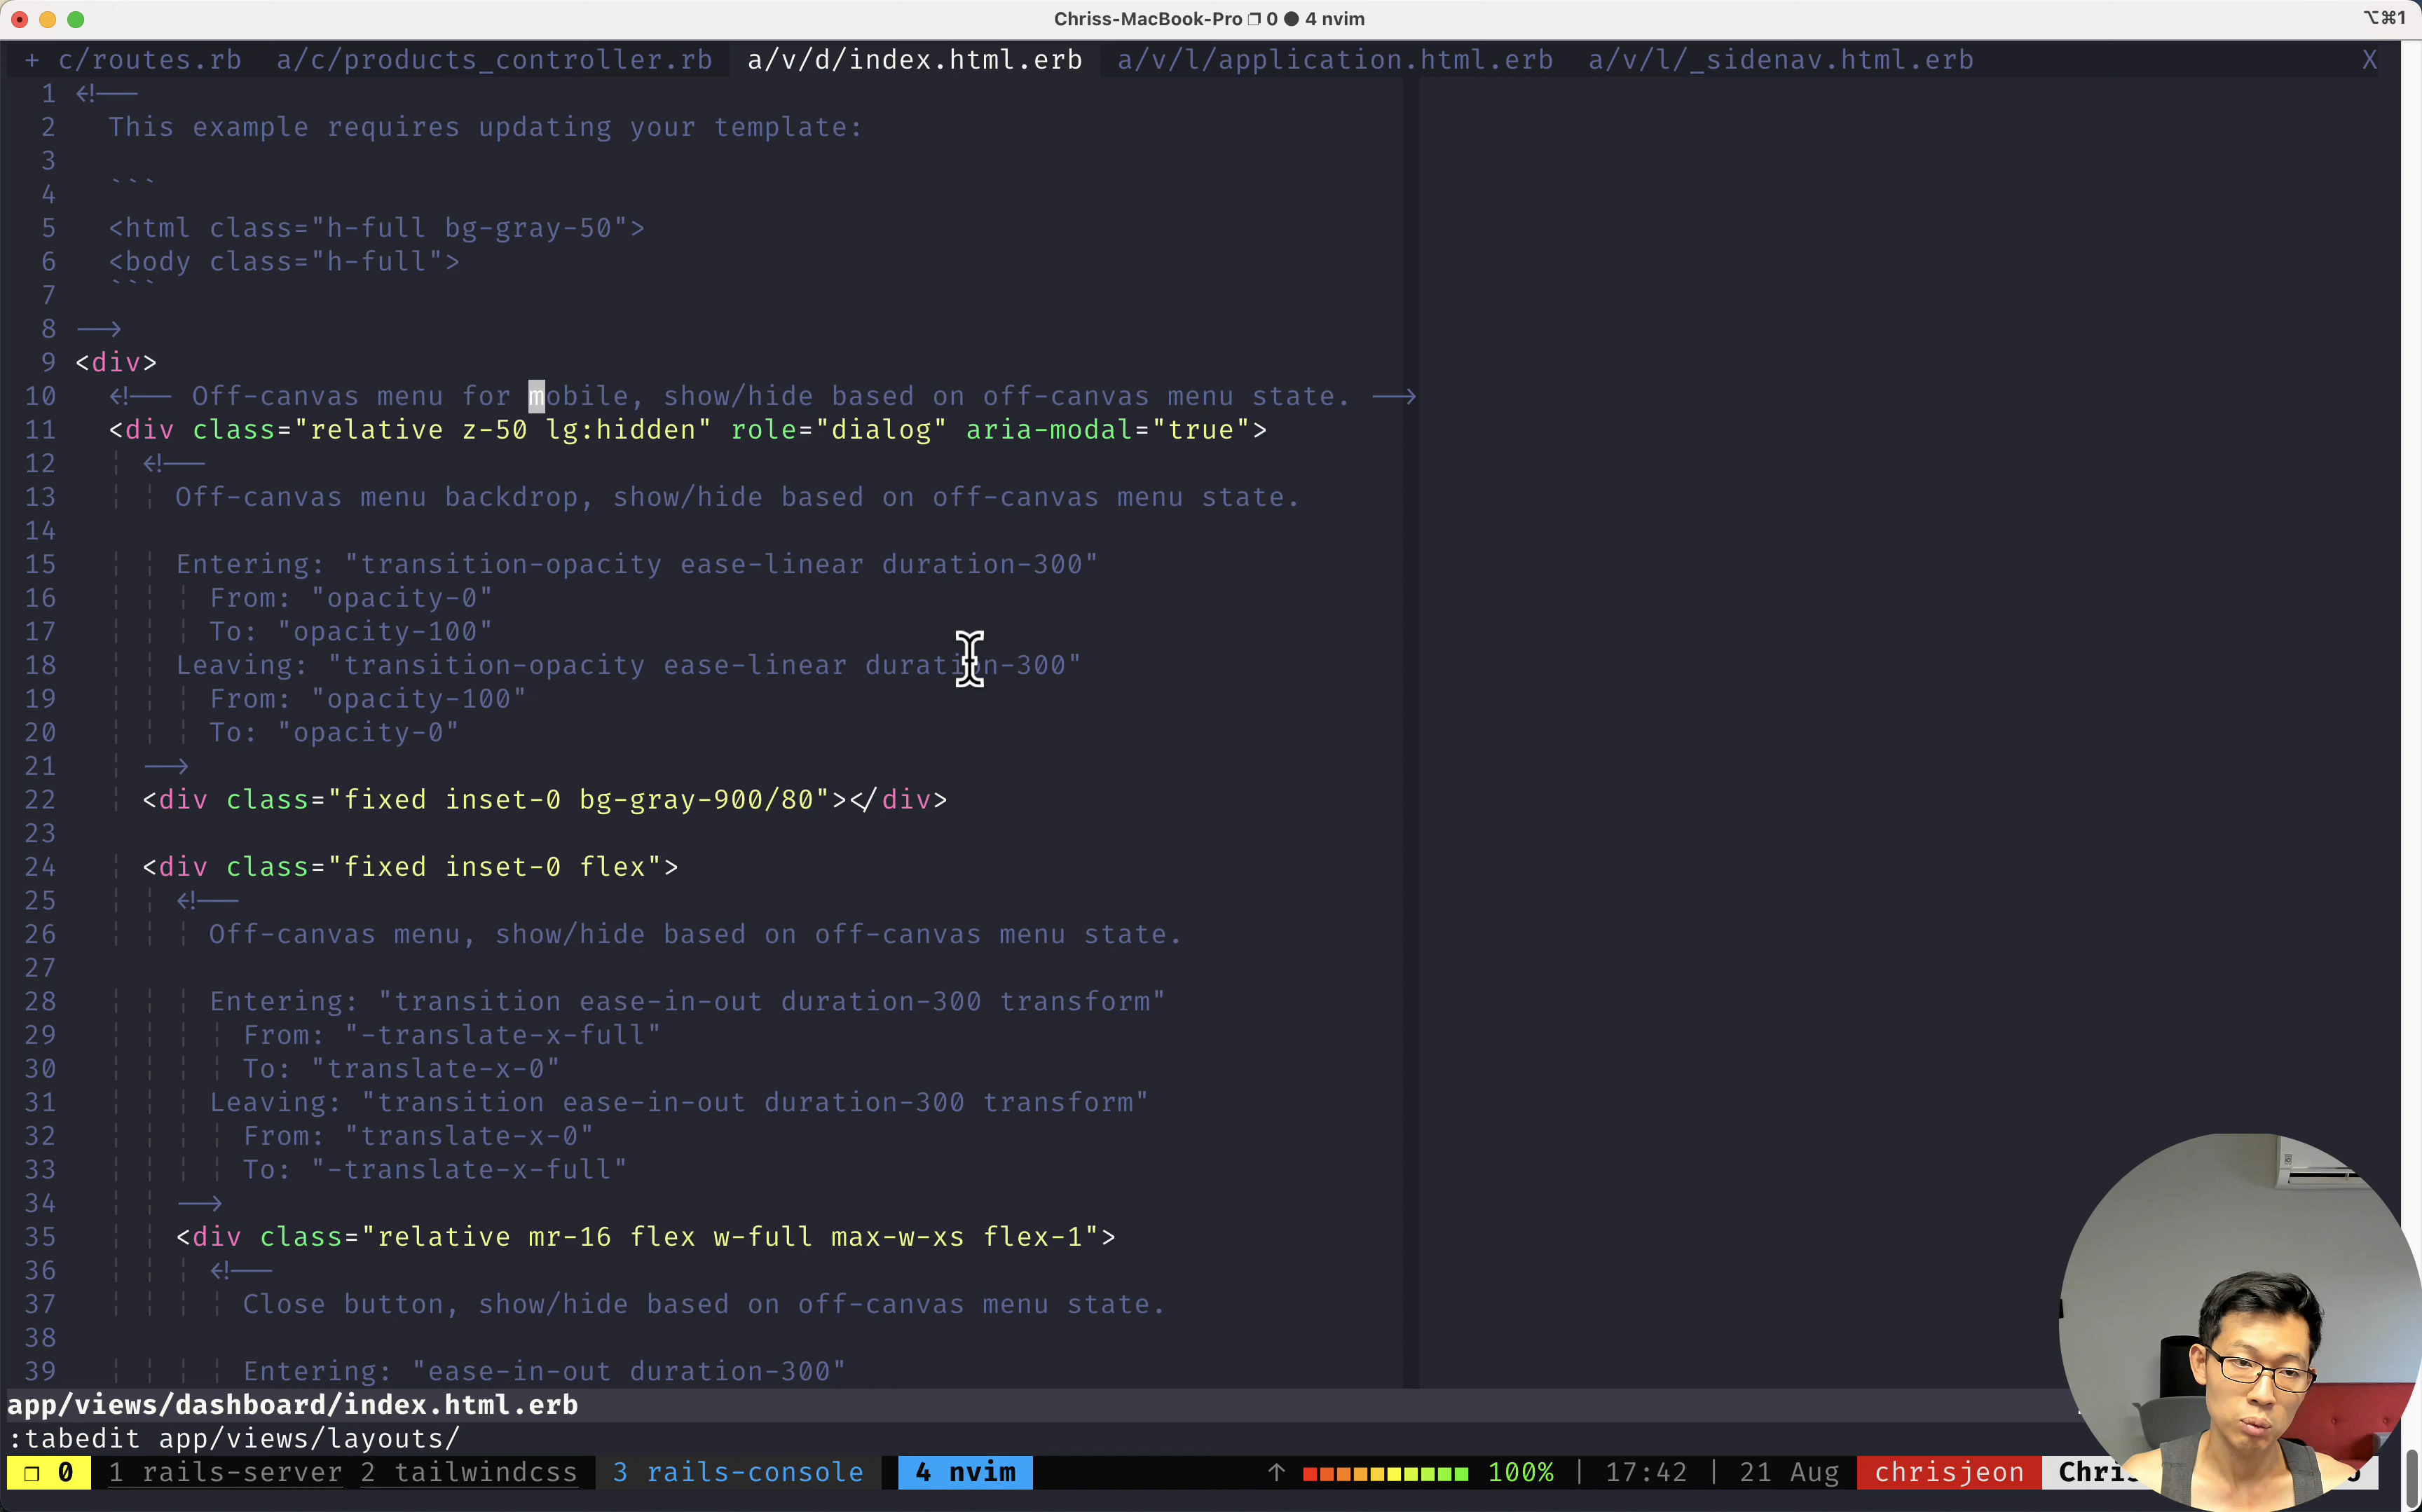 Chriss-MacBook-Pro ❐ 0 ● 4 nvim ⌥⌘1
+ c/routes.rb a/c/products_controller.rb a/v/d/index.html.erb a/v/l/application.html.erb a/v/l/_sidenav.html.erb X
1 <!--
2 This example requires updating your template:
3
4 ```
5 <html class="h-full bg-gray-50">
6 <body class="h-full">
7 ```
8 -->
9 <div>
10 <!-- Off-canvas menu for mobile, show/hide based on off-canvas menu state. -->
11 <div class="relative z-50 lg:hidden" role="dialog" aria-modal="true">
12 <!--
13 Off-canvas menu backdrop, show/hide based on off-canvas menu state.
14
15 Entering: "transition-opacity ease-linear duration-300"
16 From: "opacity-0"
17 To: "opacity-100"
18 Leaving: "transition-opacity ease-linear duration-300"
19 From: "opacity-100"
20 To: "opacity-0"
21 -->
22 <div class="fixed inset-0 bg-gray-900/80"></div>
23
24 <div class="fixed inset-0 flex">
25 <!--
26 Off-canvas menu, show/hide based on off-canvas menu state.
27
28 Entering: "transition ease-in-out duration-300 transform"
29 From: "-translate-x-full"
30 To: "translate-x-0"
31 Leaving: "transition ease-in-out duration-300 transform"
32 From: "translate-x-0"
33 To: "-translate-x-full"
34 -->
35 <div class="relative mr-16 flex w-full max-w-xs flex-1">
36 <!--
37 Close button, show/hide based on off-canvas menu state.
38
39 Entering: "ease-in-out duration-300"
app/views/dashboard/index.html.erb
:tabedit app/views/layouts/
❐ 0 1 rails-server 2 tailwindcss 3 rails-console 4 nvim ↑ 100% | 17:42 | 21 Aug chrisjeon